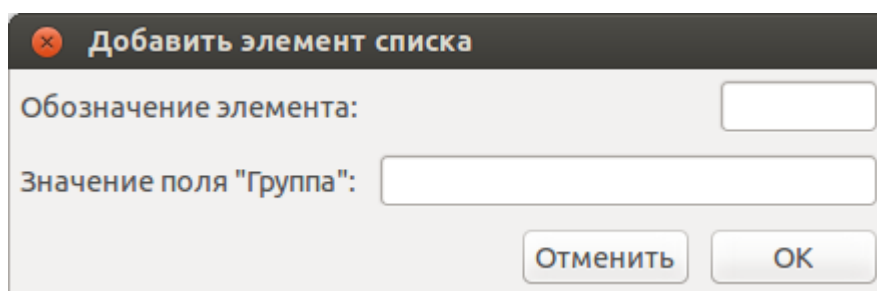 Добавить элемент списка
Обозначение элемента:
Значение поля "Группа":
Отменить OK